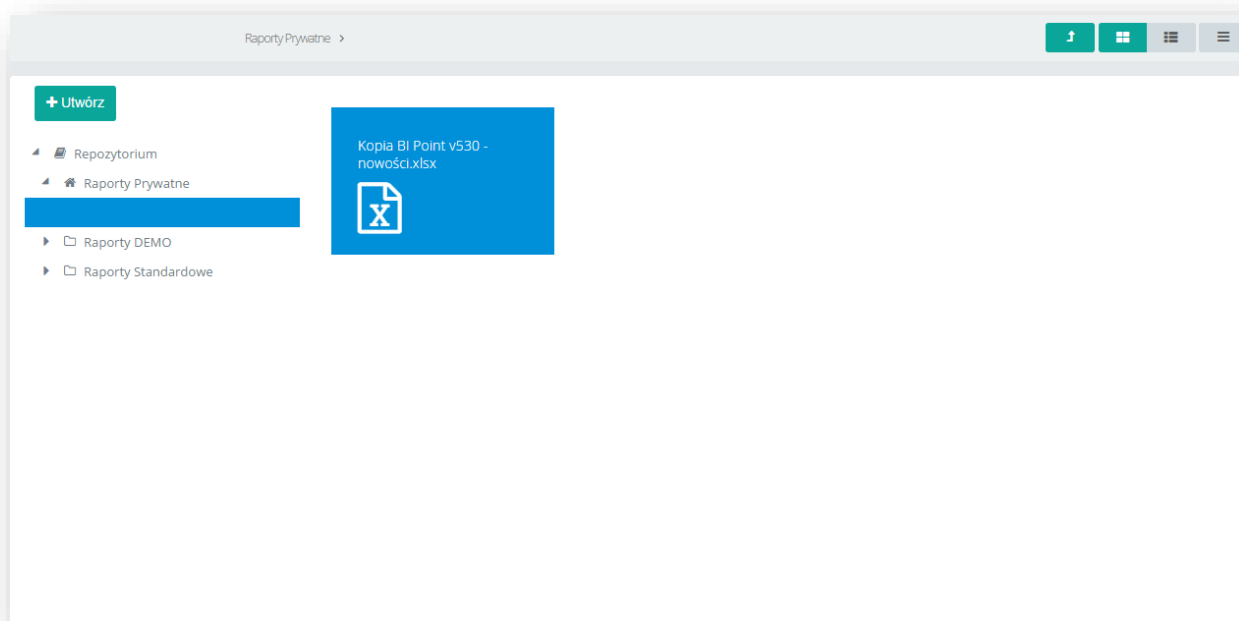 Raporty Prywatne >
+ Utwórz
Repozytorium
Raporty Prywatne
Raporty DEMO
Raporty Standardowe
Kopia BI Point v530 -
nowości.xlsx
X